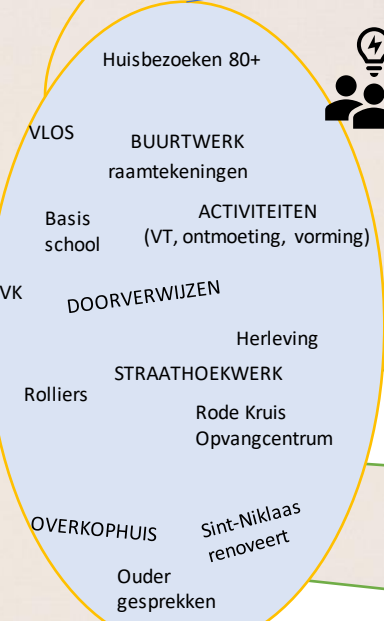 Huisbezoeken 80+
VLOS
BUURTWERK
raamtekeningen
ACTIVITEITEN
(VT, ontmoeting, vorming)
Basis
school
VK
DOORVERWIJZEN
Herleving
STRAATHOEKWERK
Rolliers
Rode Kruis
Opvangcentrum
OVERKOPHUIS
Sint-Niklaas
renoveert
Ouder
gesprekken